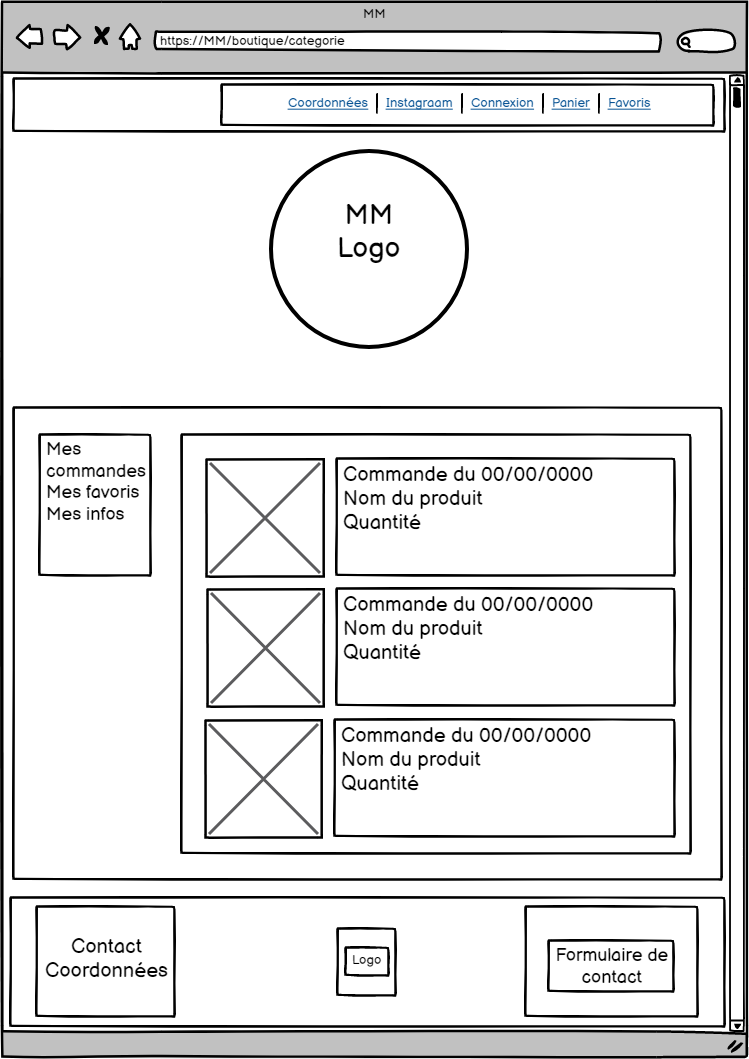 MM
https://MM/boutique/categorie
Coordonnées Instagraam Connexion Panier Favoris
MM
Logo
Mes
commandes
Mes favoris
Mes infos
Commande du 00/00/0000
Nom du produit
Quantité
Commande du 00/00/0000
Nom du produit
Quantité
Commande du 00/00/0000
Nom du produit
Quantité
Contact
Coordonnées
Logo
Formulaire de
contact